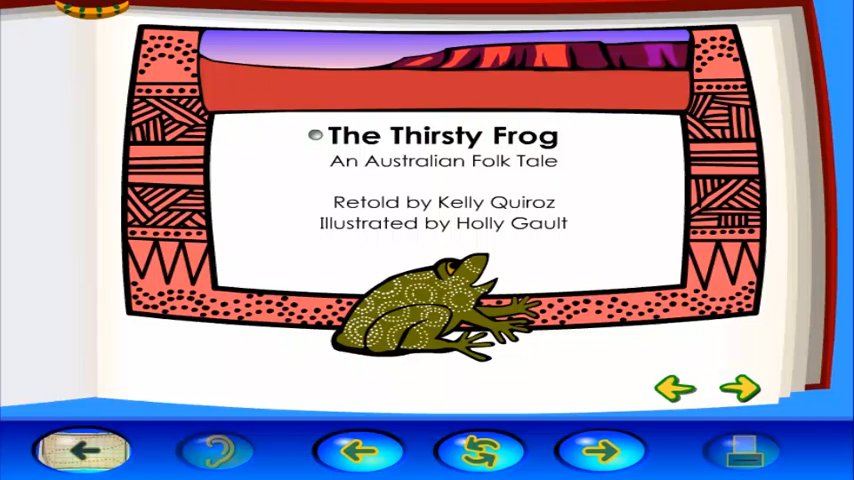 The Thirsty Frog
An Australian Folk Tale
Retold by Kelly Quiroz
Illustrated by Holly Gault